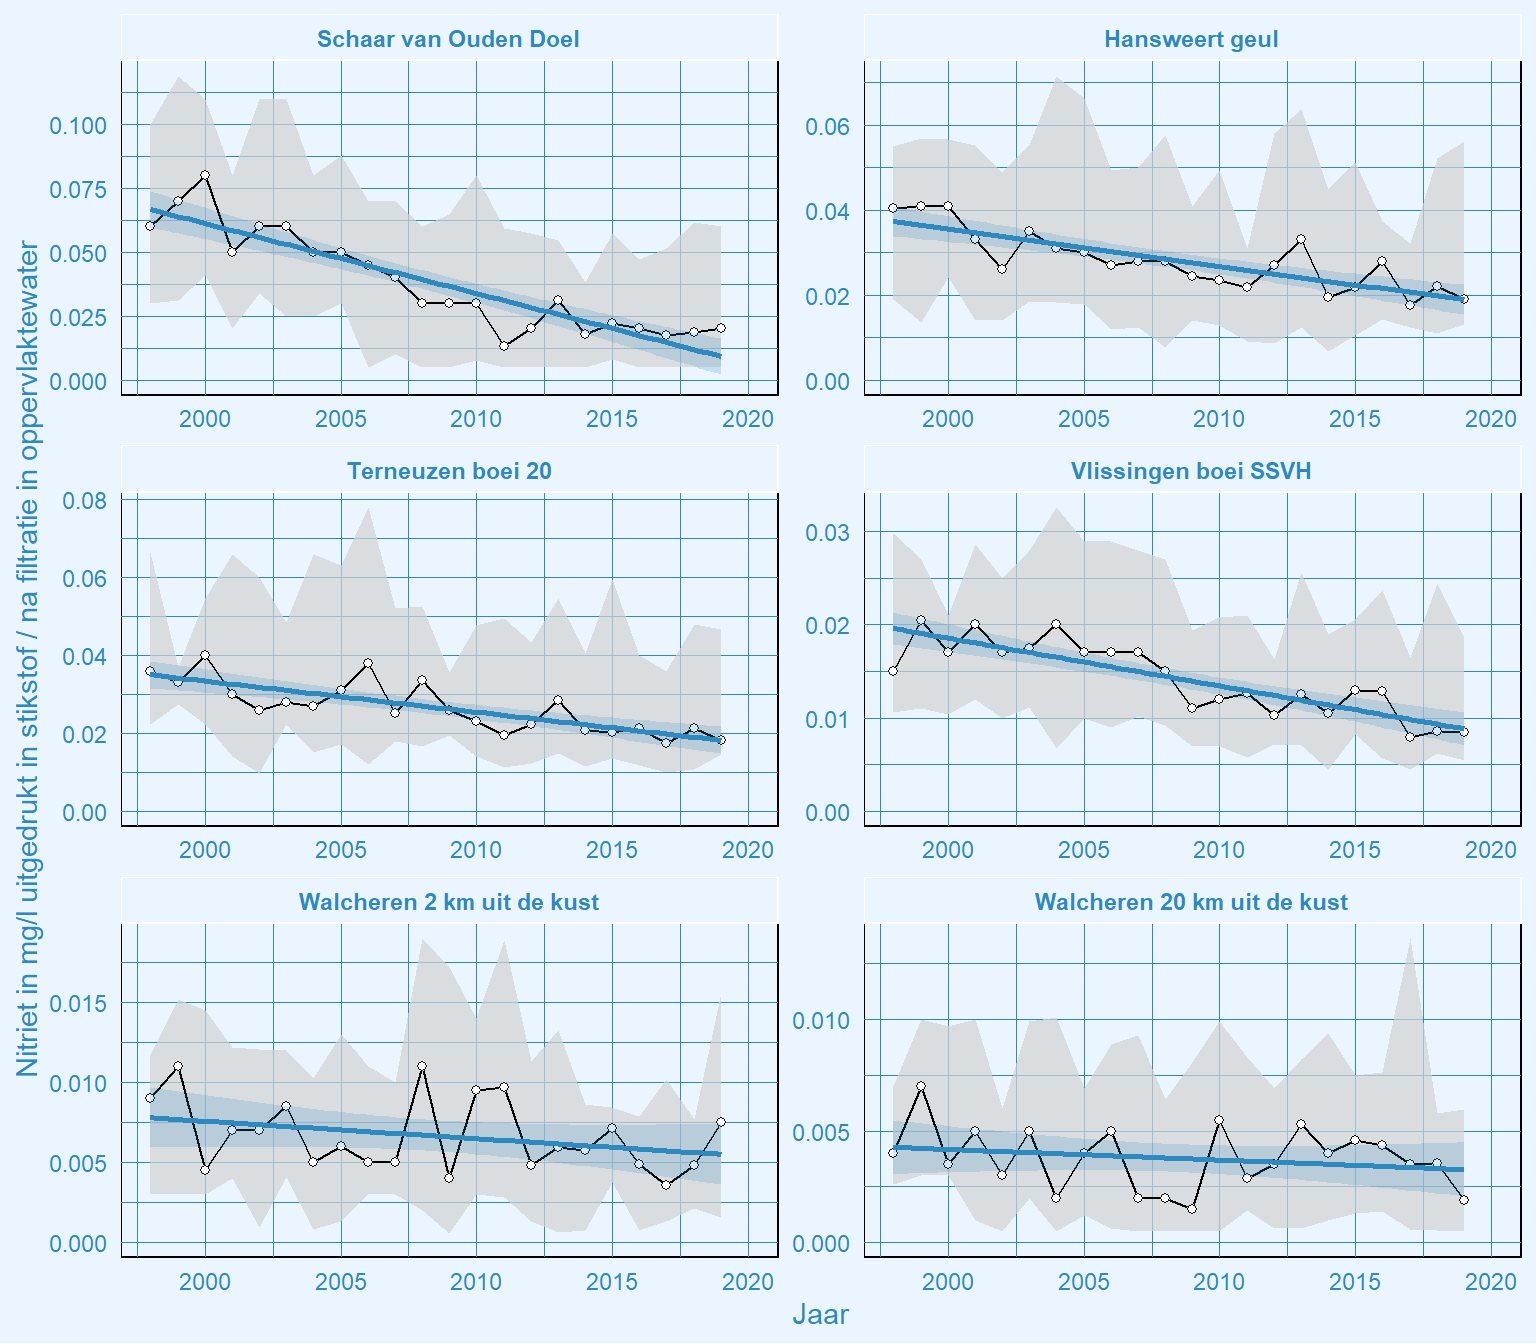 Nitriet in mg/l uitgedrukt in stikstof / na filtratie in oppervlaktewater
Schaar van Ouden Doel
0.100
0.075
0.050
0.025
0.000
2000 2005 2010 2015 2020
Hansweert geul
0.06
0.04
0.02
0.00
2000 2005 2010 2015 2020
Terneuzen boei 20
0.08
0.06
0.04
0.02
0.00
2000 2005 2010 2015 2020
Vlissingen boei SSVH
0.03
0.02
0.01
0.00
2000 2005 2010 2015 2020
Walcheren 2 km uit de kust
0.015
0.010
0.005
0.000
2000 2005 2010 2015 2020
Walcheren 20 km uit de kust
0.010
0.005
0.000
2000 2005 2010 2015 2020
Jaar